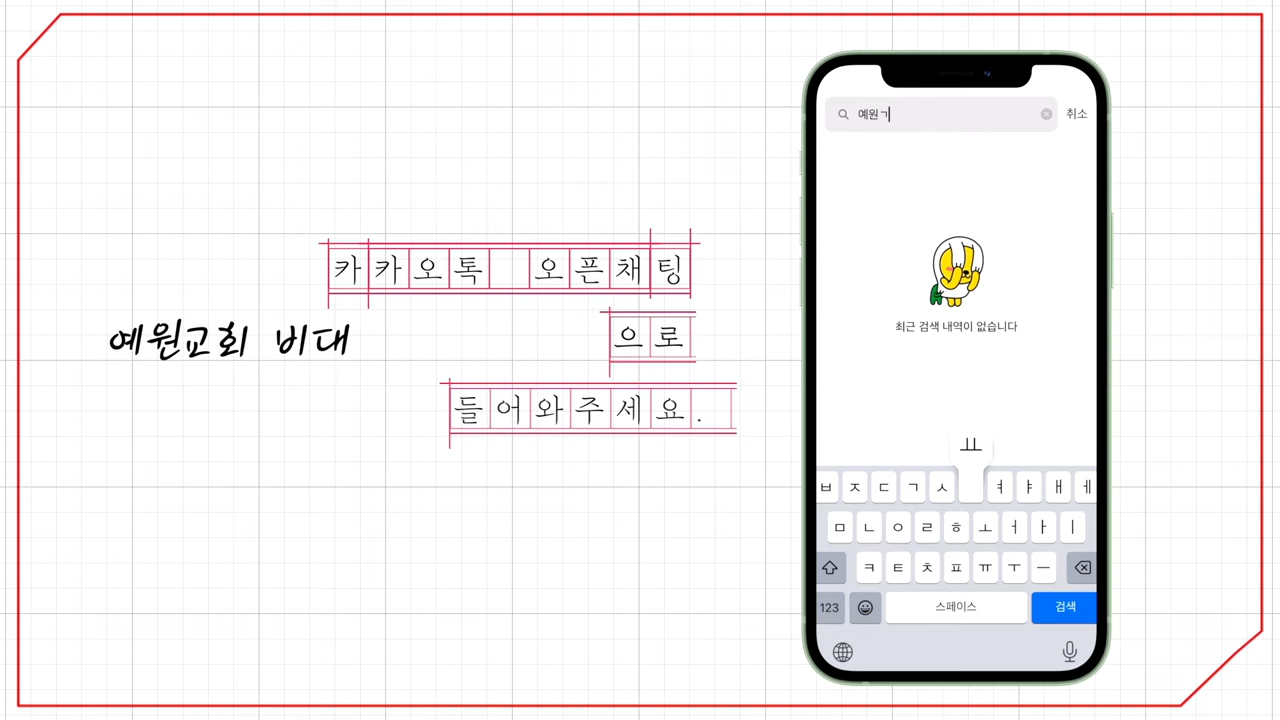 카카오톡 오픈채팅
예원교회 비대
으로
들어와주세요.
예원ㄱ
취소
최근 검색 내역이 없습니다
ㅛ
ㅂ ㅈ ㄷ ㄱ ㅅ ㅕ ㅑ ㅐ ㅔ
ㅁ ㄴ ㅇ ㄹ ㅎ ㅗ ㅓ ㅏ ㅣ
ㅋ ㅌ ㅊ ㅍ ㅠ ㅜ ㅡ
123 스페이스 검색